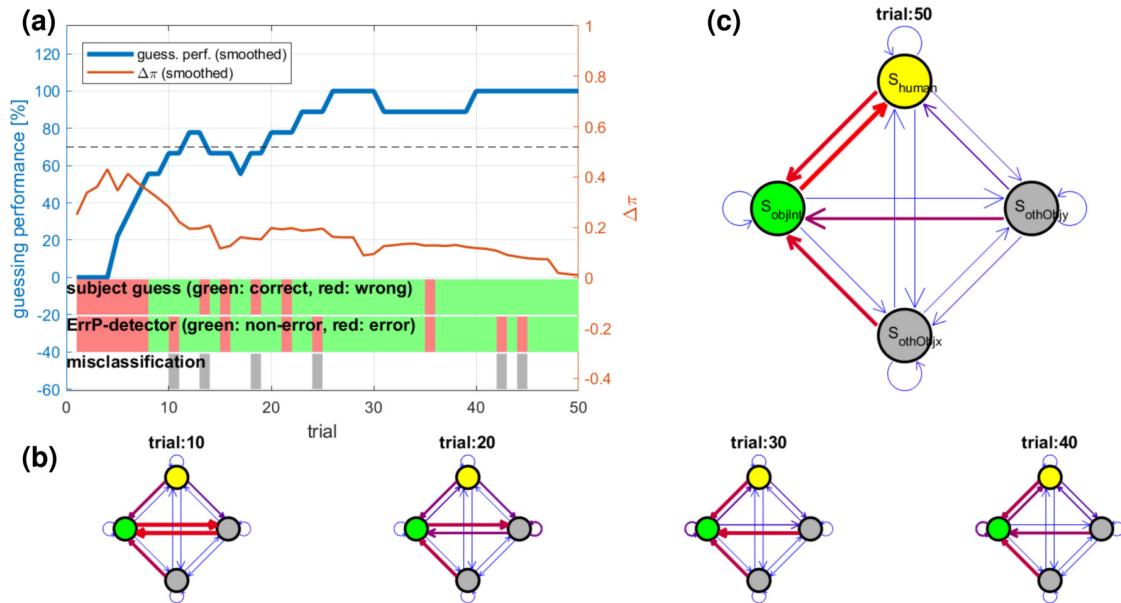 (a)
120
100
80
60
40
20
0
-20
-40
-60
guessing performance [%]
guess. perf. (smoothed)
Δπ (smoothed)
1
0.8
0.6
0.4
0.2
0
-0.2
-0.4
Δπ
subject guess (green: correct, red: wrong)
ErrP-detector (green: non-error, red: error)
misclassification
0 10 20 30 40 50
trial
(c)
trial:50
S_human
S_objInt
S_othObjy
S_othObjx
(b)
trial:10
trial:20
trial:30
trial:40